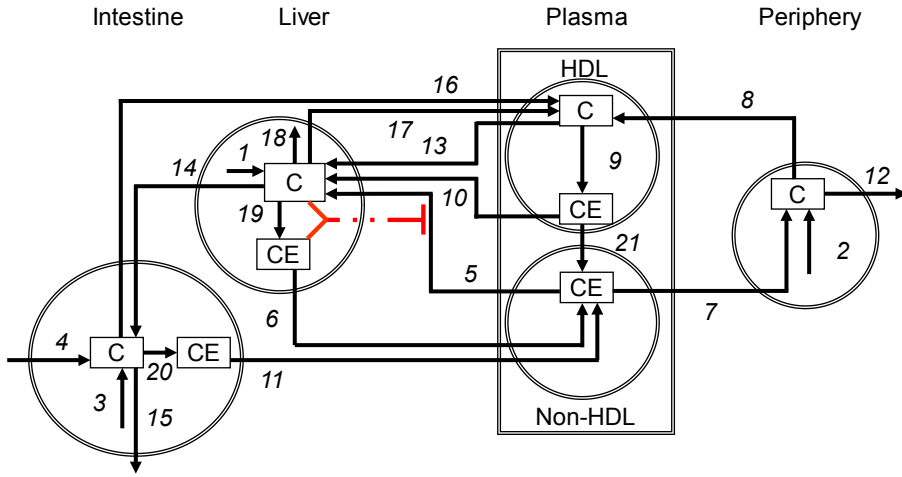 Intestine Liver Plasma Periphery
HDL
16
C
8
17
18
1
13
9
14
C
10
C
12
19
CE
CE
21
2
5
CE
7
6
4
C
CE
20
11
3
15
Non-HDL